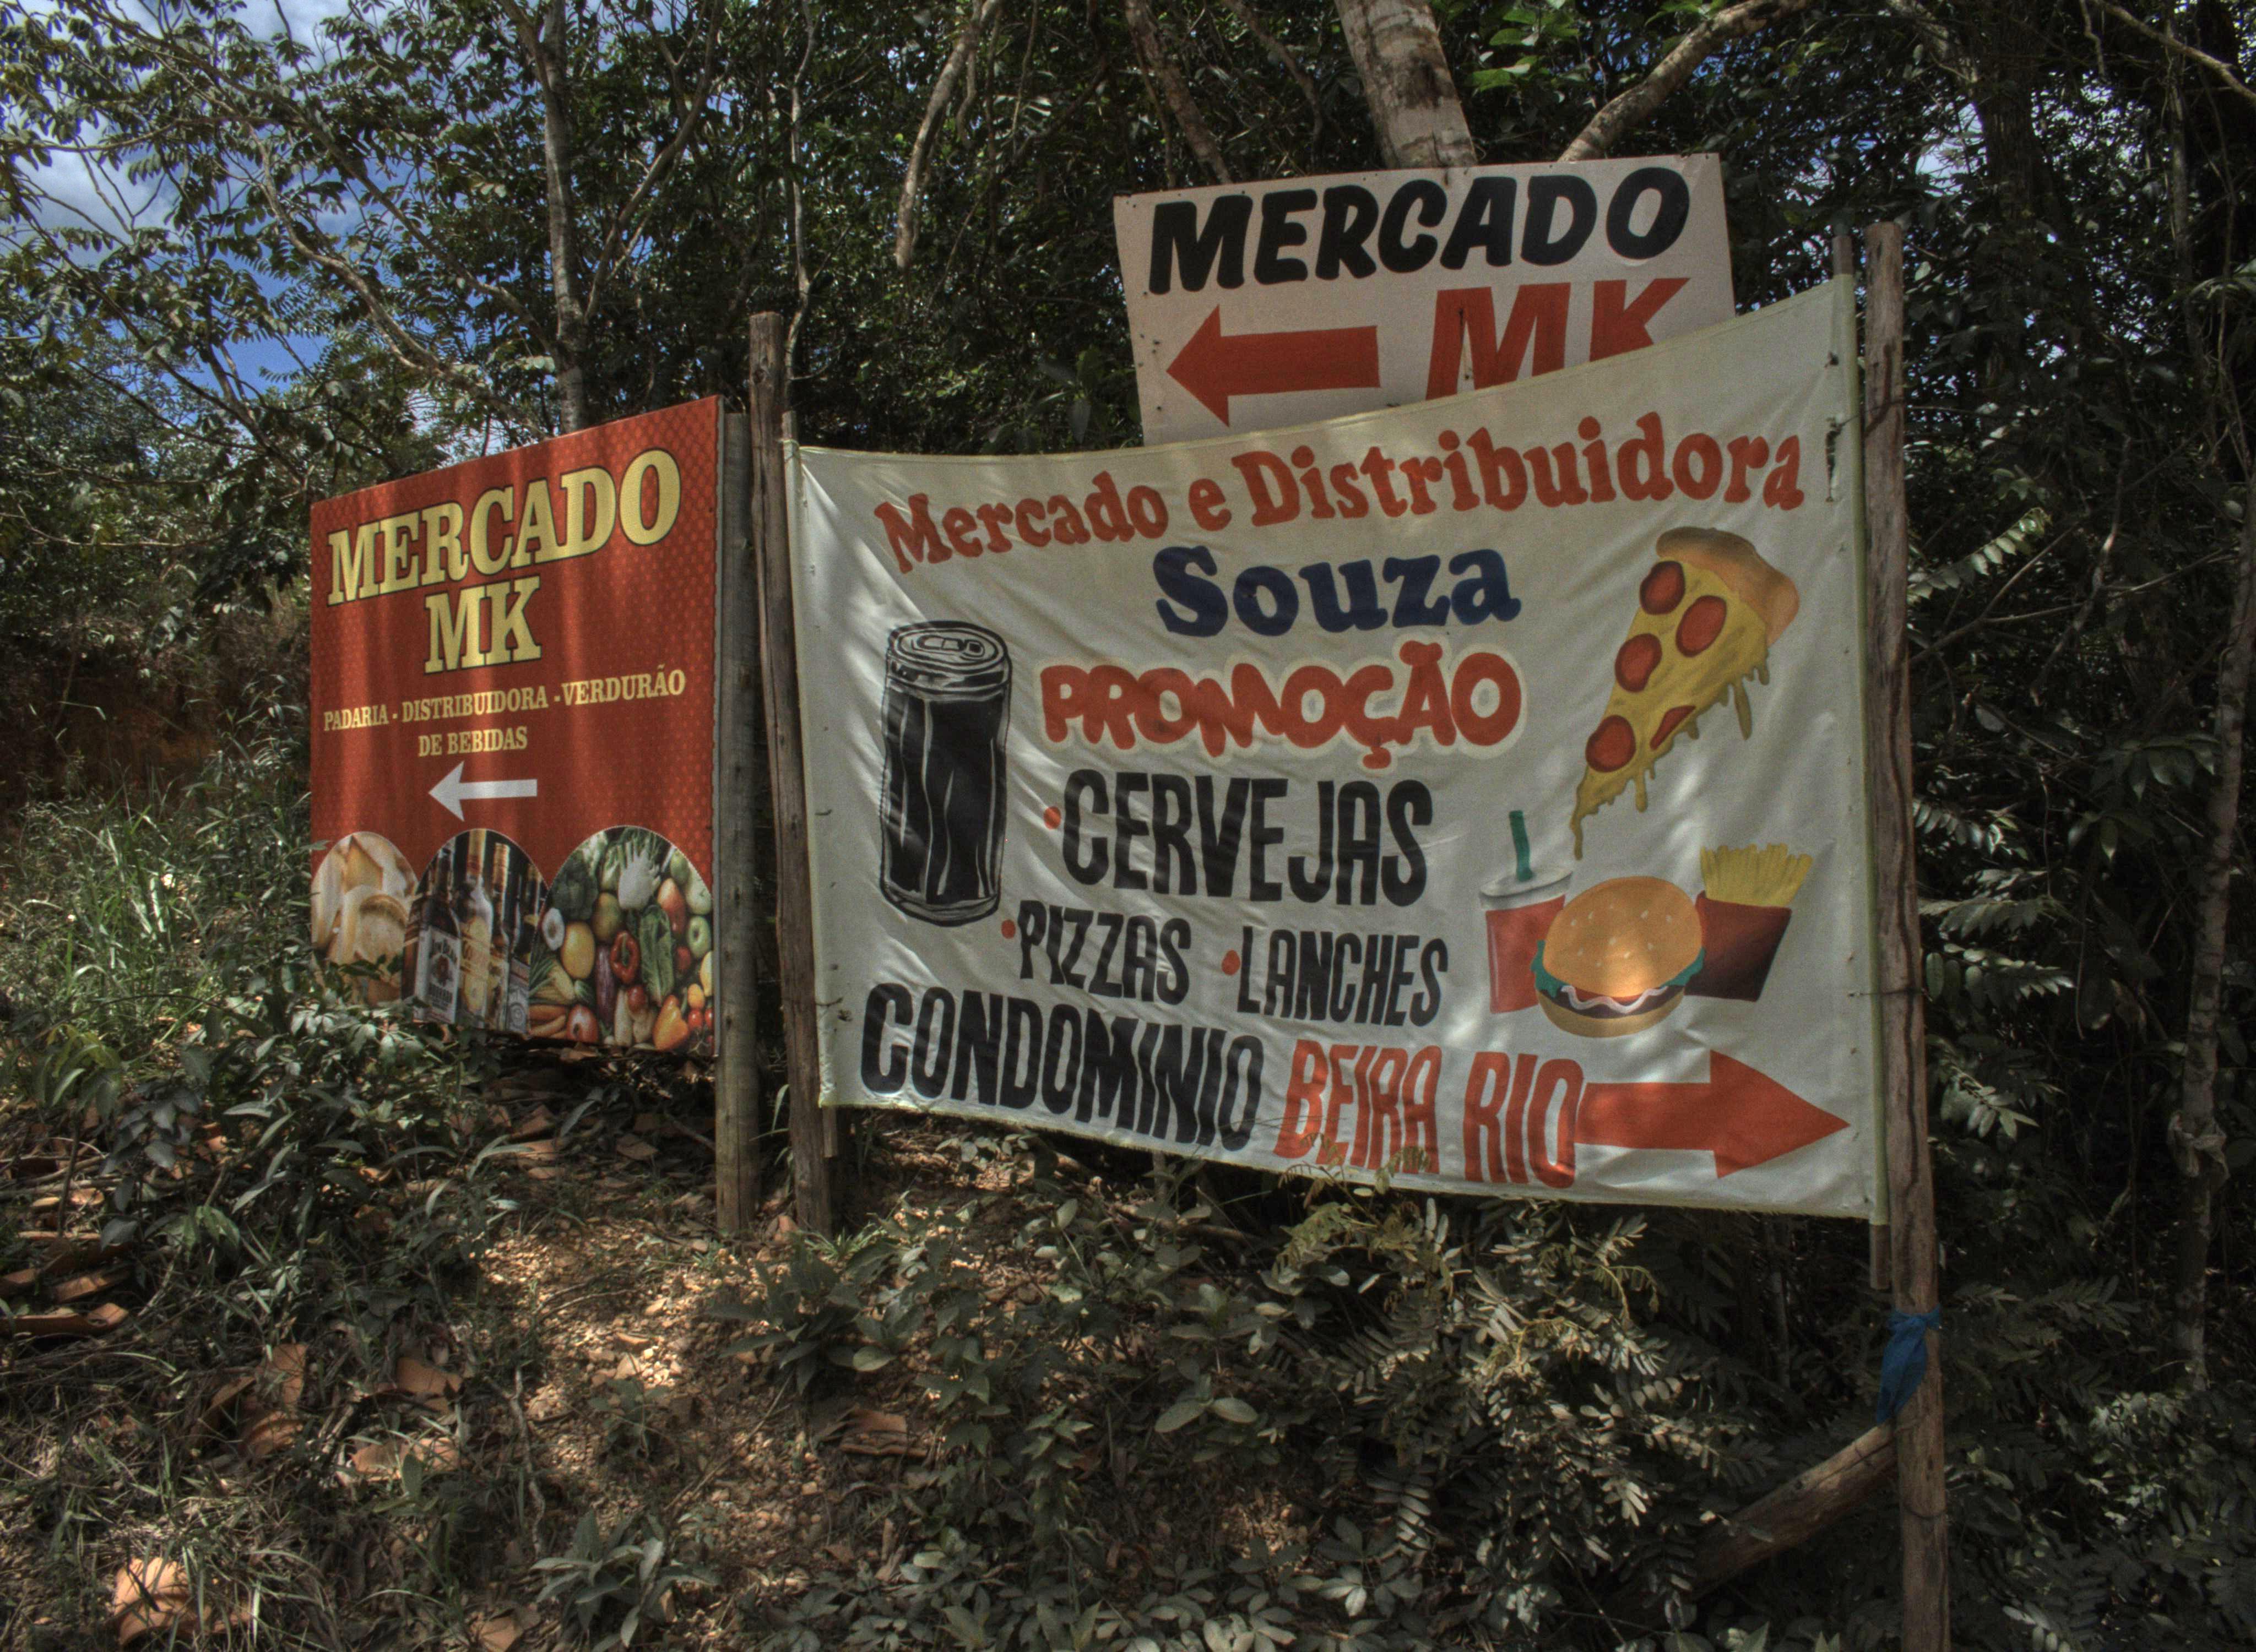 MERCADO
MK
PADARIA - DISTRIBUIDORA - VERDURÃO
DE BEBIDAS
MERCADO
MK
Mercado e Distribuidora
Souza
PROMOÇÃO
• CERVEJAS
• PIZZAS • LANCHES
CONDOMINIO BEIRA RIO